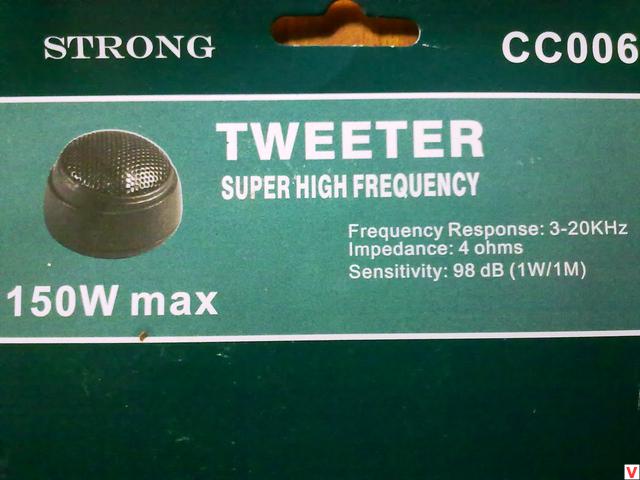 STRONG
CC006
TWEETER
SUPER HIGH FREQUENCY
Frequency Response: 3-20KHz
Impedance: 4 ohms
Sensitivity: 98 dB (1W/1M)
150W max
V